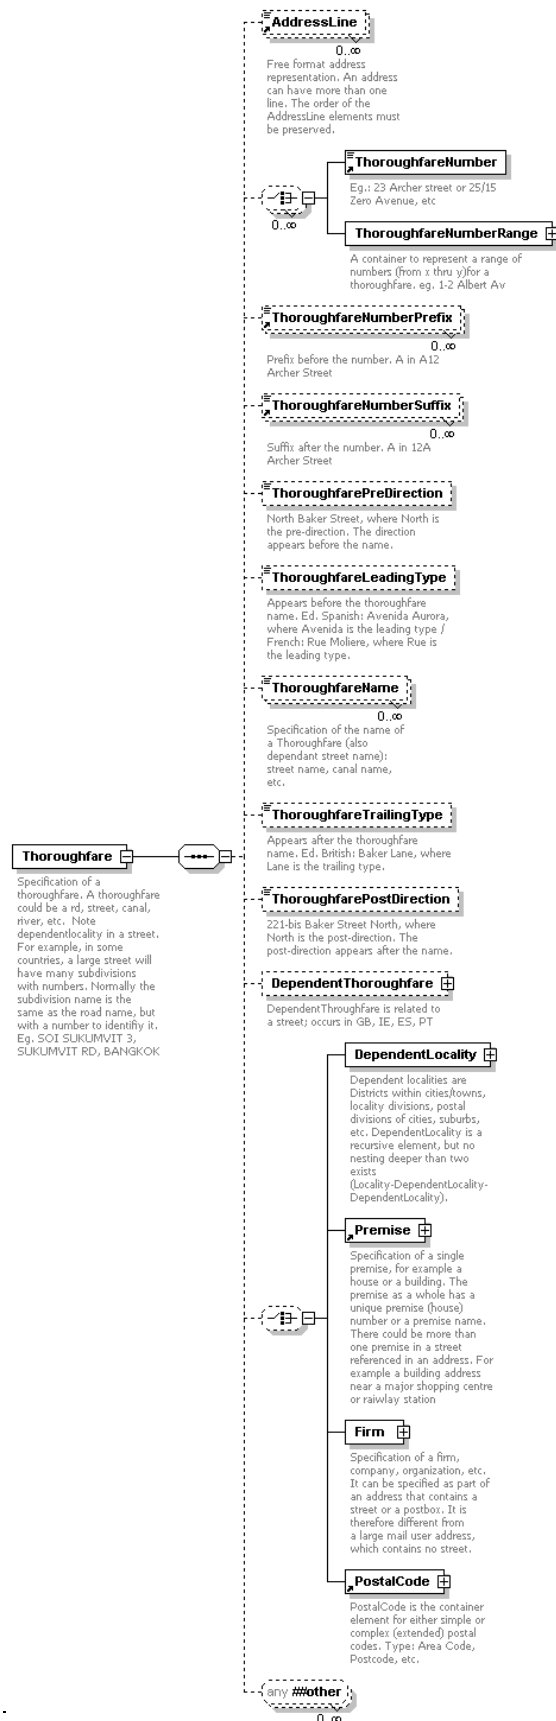 AddressLine
0..∞
Free format address
representation. An address
can have more than one
line. The order of the
AddressLine elements must
be preserved.
ThoroughfareNumber
Eg.: 23 Archer street or 25/15
Zero Avenue, etc
0..∞
ThoroughfareNumberRange
A container to represent a range of
numbers (from x thru y)for a
thoroughfare. eg. 1-2 Albert Av
ThoroughfareNumberPrefix
0..∞
Prefix before the number. A in A12
Archer Street
ThoroughfareNumberSuffix
0..∞
Suffix after the number. A in 12A
Archer Street
ThoroughfarePreDirection
North Baker Street, where North is
the pre-direction. The direction
appears before the name.
ThoroughfareLeadingType
Appears before the thoroughfare
name. Ed. Spanish: Avenida Aurora,
where Avenida is the leading type /
French: Rue Moliere, where Rue is
the leading type.
ThoroughfareName
0..∞
Specification of the name of
a Thoroughfare (also
dependant street name):
street name, canal name,
etc.
ThoroughfareTrailingType
Appears after the thoroughfare
name. Ed. British: Baker Lane, where
Lane is the trailing type.
Thoroughfare
Specification of a
thoroughfare. A thoroughfare
could be a rd, street, canal,
river, etc.  Note
dependentlocality in a street.
For example, in some
countries, a large street will
have many subdivisions
with numbers. Normally the
subdivision name is the
same as the road name, but
with a number to identifiy it.
Eg. SOI SUKUMVIT 3,
SUKUMVIT RD, BANGKOK
ThoroughfarePostDirection
221-bis Baker Street North, where
North is the post-direction. The
post-direction appears after the name.
DependentThoroughfare
DependentThroughfare is related to
a street; occurs in GB, IE, ES, PT
DependentLocality
Dependent localities are
Districts within cities/towns,
locality divisions, postal
divisions of cities, suburbs,
etc. DependentLocality is a
recursive element, but no
nesting deeper than two
exists
(Locality-DependentLocality-
DependentLocality).
Premise
Specification of a single
premise, for example a
house or a building. The
premise as a whole has a
unique premise (house)
number or a premise name.
There could be more than
one premise in a street
referenced in an address. For
example a building address
near a major shopping centre
or raiwlay station
Firm
Specification of a firm,
company, organization, etc.
It can be specified as part of
an address that contains a
street or a postbox. It is
therefore different from
a large mail user address,
which contains no street.
PostalCode
PostalCode is the container
element for either simple or
complex (extended) postal
codes. Type: Area Code,
Postcode, etc.
any ##other
0..∞